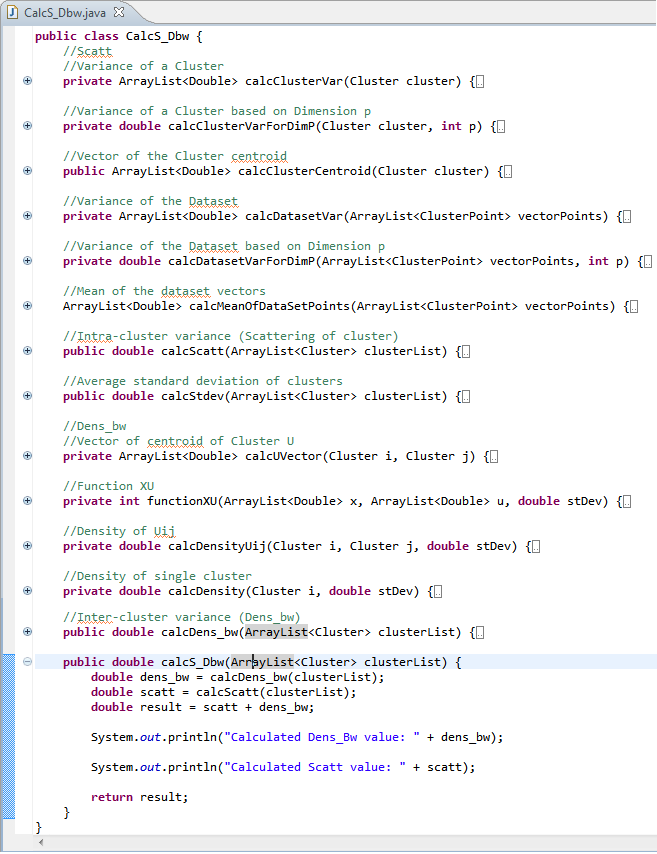 CalcS_Dbw.java
public class CalcS_Dbw {
//Scatt
//Variance of a Cluster
private ArrayList<Double> calcClusterVar(Cluster cluster) {
//Variance of a Cluster based on Dimension p
private double calcClusterVarForDimP(Cluster cluster, int p) {
//Vector of the Cluster centroid
public ArrayList<Double> calcClusterCentroid(Cluster cluster) {
//Variance of the Dataset
private ArrayList<Double> calcDatasetVar(ArrayList<ClusterPoint> vectorPoints) {
//Variance of the Dataset based on Dimension p
private double calcDatasetVarForDimP(ArrayList<ClusterPoint> vectorPoints, int p) {
//Mean of the dataset vectors
ArrayList<Double> calcMeanOfDataSetPoints(ArrayList<ClusterPoint> vectorPoints) {
//Intra-cluster variance (Scattering of cluster)
public double calcScatt(ArrayList<Cluster> clusterList) {
//Average standard deviation of clusters
public double calcStdev(ArrayList<Cluster> clusterList) {
//Dens_bw
//Vector of centroid of Cluster U
private ArrayList<Double> calcUVector(Cluster i, Cluster j) {
//Function XU
private int functionXU(ArrayList<Double> x, ArrayList<Double> u, double stDev) {
//Density of Uij
private double calcDensityUij(Cluster i, Cluster j, double stDev) {
//Density of single cluster
private double calcDensity(Cluster i, double stDev) {
//Inter-cluster variance (Dens_bw)
public double calcDens_bw(ArrayList<Cluster> clusterList) {
public double calcS_Dbw(ArrayList<Cluster> clusterList) {
double dens_bw = calcDens_bw(clusterList);
double scatt = calcScatt(clusterList);
double result = scatt + dens_bw;
System.out.println("Calculated Dens_Bw value: " + dens_bw);
System.out.println("Calculated Scatt value: " + scatt);
return result;
}
}